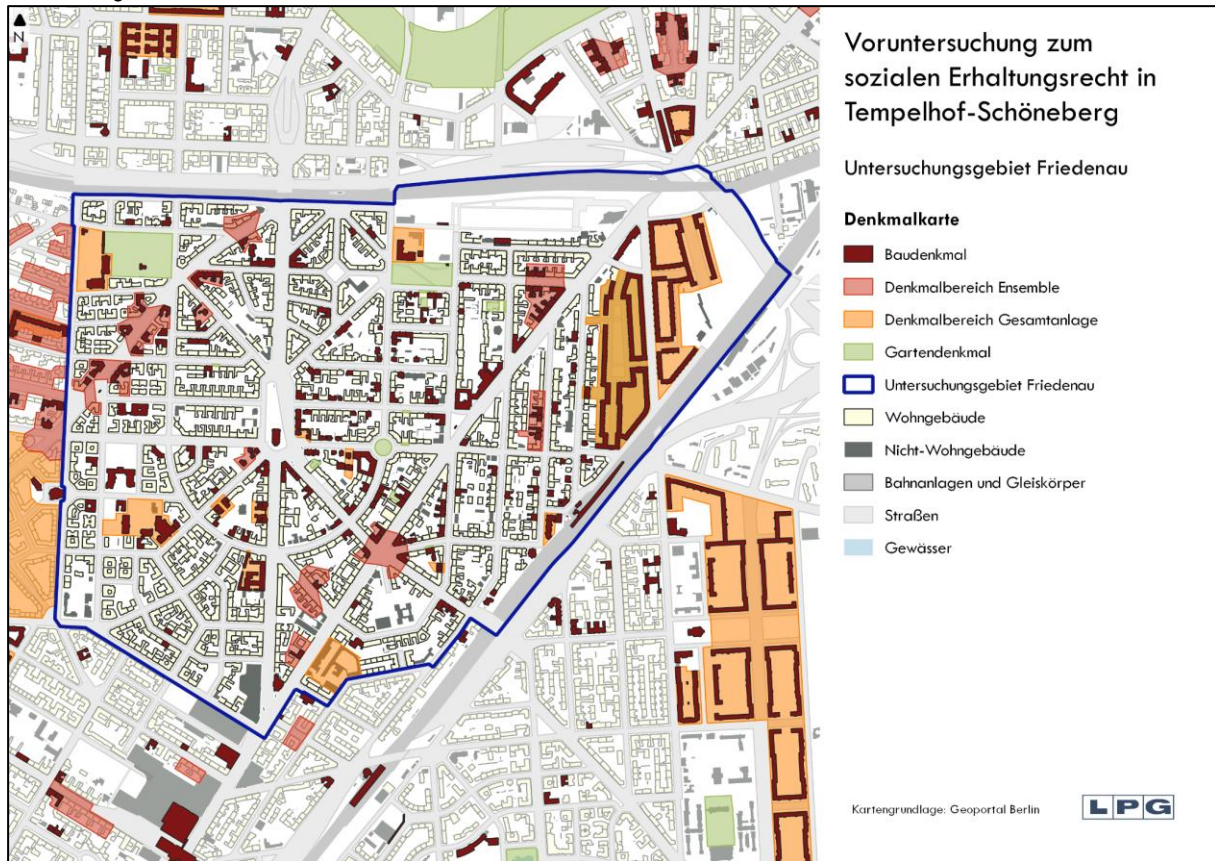 N
Voruntersuchung zum
sozialen Erhaltungsrecht in
Tempelhof-Schöneberg
Untersuchungsgebiet Friedenau
Denkmalkarte
Baudenkmal
Denkmalbereich Ensemble
Denkmalbereich Gesamtanlage
Gartendenkmal
Untersuchungsgebiet Friedenau
Wohngebäude
Nicht-Wohngebäude
Bahnanlagen und Gleiskörper
Straßen
Gewässer
Kartengrundlage: Geoportal Berlin
LPG